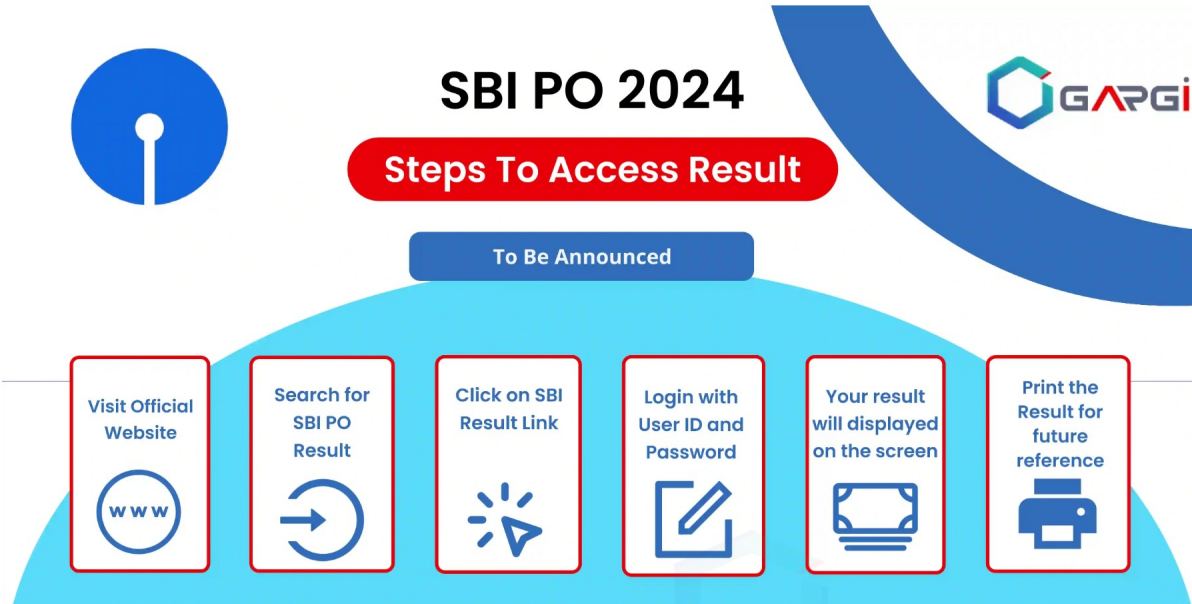 SBI PO 2024
GARGI
Steps To Access Result
To Be Announced
Visit Official
Website
www
Search for
SBI PO
Result
Click on SBI
Result Link
Login with
User ID and
Password
Your result
will displayed
on the screen
Print the
Result for
future
reference